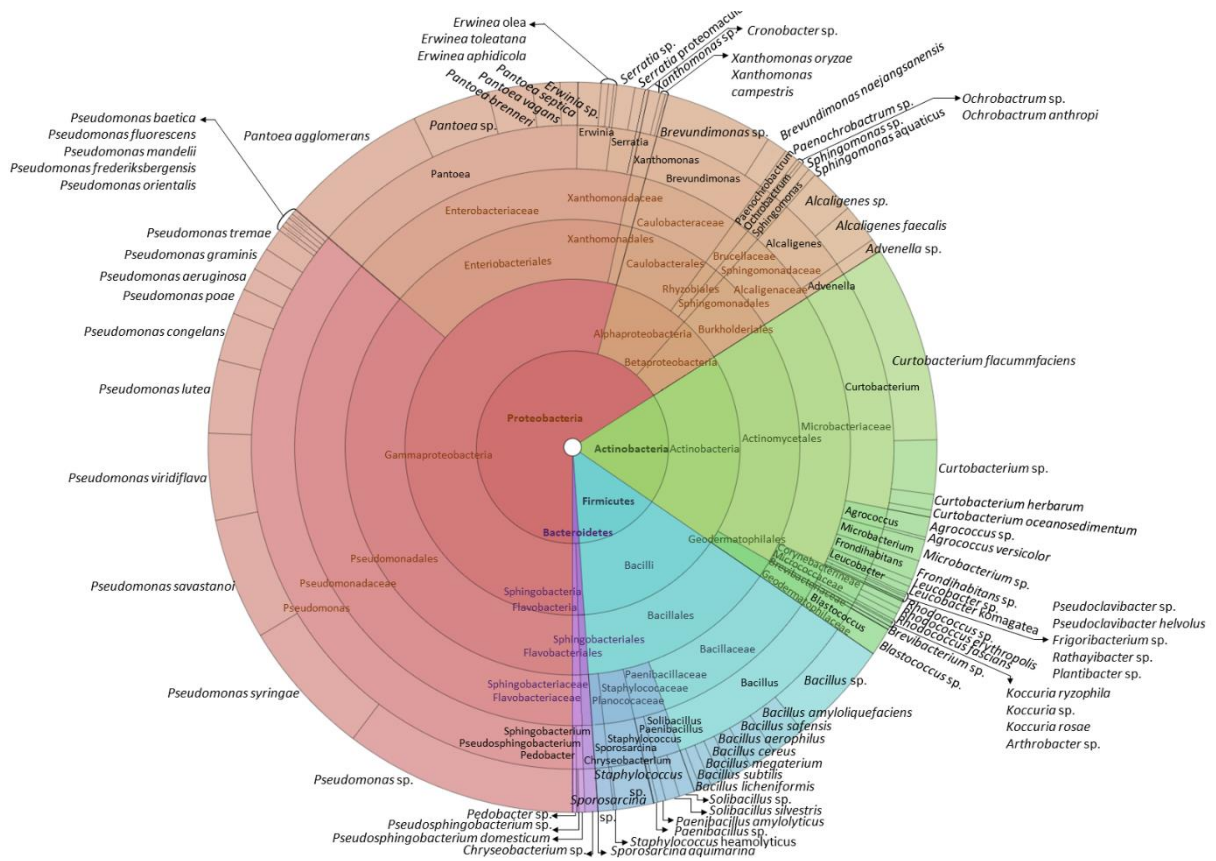 Erwinea olea
Erwinea toleatana
Erwinea aphidicola
Serratia sp.
Serratia proteomacula
Xanthomonas sp.
Cronobacter sp.
Xanthomonas oryzae
Xanthomonas
campestris
Erwinia sp.
Pantoea septica
Pantoea vagans
Pantoea brenneri
Pantoea sp.
Pantoea agglomerans
Brevundimonas sp.
Brevundimonas naejangsanensis
Paenochrobactrum sp.
Ochrobactrum sp.
Ochrobactrum anthropi
Sphingomonas sp.
Sphingomonas aquaticus
Alcaligenes sp.
Alcaligenes faecalis
Advenella sp.
Pseudomonas baetica
Pseudomonas fluorescens
Pseudomonas mandelii
Pseudomonas frederiksbergensis
Pseudomonas orientalis
Pseudomonas tremae
Pseudomonas graminis
Pseudomonas aeruginosa
Pseudomonas poae
Pseudomonas congelans
Pseudomonas lutea
Pseudomonas viridiflava
Pseudomonas savastanoi
Pseudomonas syringae
Pseudomonas sp.
Erwinia
Serratia
Xanthomonas
Brevundimonas
Paenochrobactrum
Ochrobactrum
Sphingomonas
Alcaligenes
Advenella
Pantoea
Enterobacteriaceae
Xanthomonadaceae
Caulobacteraceae
Brucellaceae
Sphingomonadaceae
Alcaligenaceae
Enteriobacteriales
Xanthomonadales
Caulobacterales
Rhyzobiales
Sphingomonadales
Burkholderiales
Alphaproteobacteria
Betaproteobacteria
Proteobacteria
Gammaproteobacteria
Pseudomonadales
Pseudomonadaceae
Pseudomonas
Actinobacteria
Actinobacteria
Actinomycetales
Microbacteriaceae
Curtobacterium
Curtobacterium flacummfaciens
Curtobacterium sp.
Curtobacterium herbarum
Curtobacterium oceanosedimentum
Agrococcus
Agrococcus sp.
Agrococcus versicolor
Microbacterium
Microbacterium sp.
Frondihabitans
Frondihabitans sp.
Leucobacter
Leucobacter sp.
Leucobacter komagatea
Geodermatophilales
Corynebacterineae
Micrococcaceae
Brevibacteriaceae
Geodermatophilaceae
Blastococcus
Rhodococcus sp.
Rhodococcus erythropolis
Rhodococcus fascians
Brevibacterium sp.
Blastococcus sp.
Pseudoclavibacter sp.
Pseudoclavibacter helvolus
Frigoribacterium sp.
Rathayibacter sp.
Plantibacter sp.
Koccuria ryzophila
Koccuria sp.
Koccuria rosae
Arthrobacter sp.
Firmicutes
Bacilli
Bacillales
Bacillaceae
Paenibacillaceae
Staphylococaceae
Planococaceae
Bacillus
Solibacillus
Paenibacillus
Staphylococcus
Sporosarcina
Chryseobacterium
Bacillus sp.
Bacillus amyloliquefaciens
Bacillus safensis
Bacillus aerophilus
Bacillus cereus
Bacillus megaterium
Bacillus subtilis
Bacillus licheniformis
Solibacillus sp.
Solibacillus silvestris
Paenibacillus amylolyticus
Paenibacillus sp.
Staphylococcus
sp.
Staphylococcus heamolyticus
Sporosarcina
sp.
Sporosarcina aquimarina
Bacteroidetes
Sphingobacteria
Flavobacteria
Sphingobacteriales
Flavobacteriales
Sphingobacteriaceae
Flavobacteriaceae
Sphingobacterium
Pseudosphingobacterium
Pedobacter
Pedobacter sp.
Pseudosphingobacterium sp.
Pseudosphingobacterium domesticum
Chryseobacterium sp.